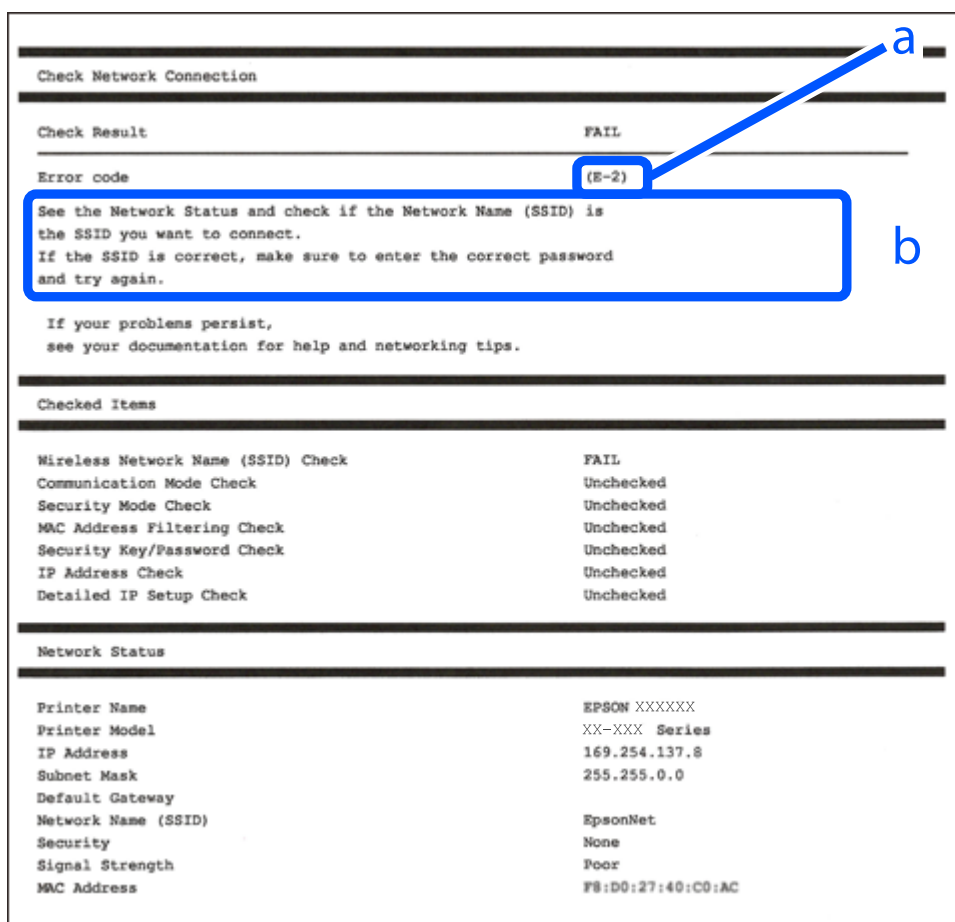 a
Check Network Connection
Check Result FAIL
Error code (E-2)
See the Network Status and check if the Network Name (SSID) is
the SSID you want to connect.
If the SSID is correct, make sure to enter the correct password
and try again.
b
If your problems persist,
see your documentation for help and networking tips.
Checked Items
Wireless Network Name (SSID) Check FAIL
Communication Mode Check Unchecked
Security Mode Check Unchecked
MAC Address Filtering Check Unchecked
Security Key/Password Check Unchecked
IP Address Check Unchecked
Detailed IP Setup Check Unchecked
Network Status
Printer Name EPSON XXXXXX
Printer Model XX-XXX Series
IP Address 169.254.137.8
Subnet Mask 255.255.0.0
Default Gateway
Network Name (SSID) EpsonNet
Security None
Signal Strength Poor
MAC Address F8:D0:27:40:C0:AC